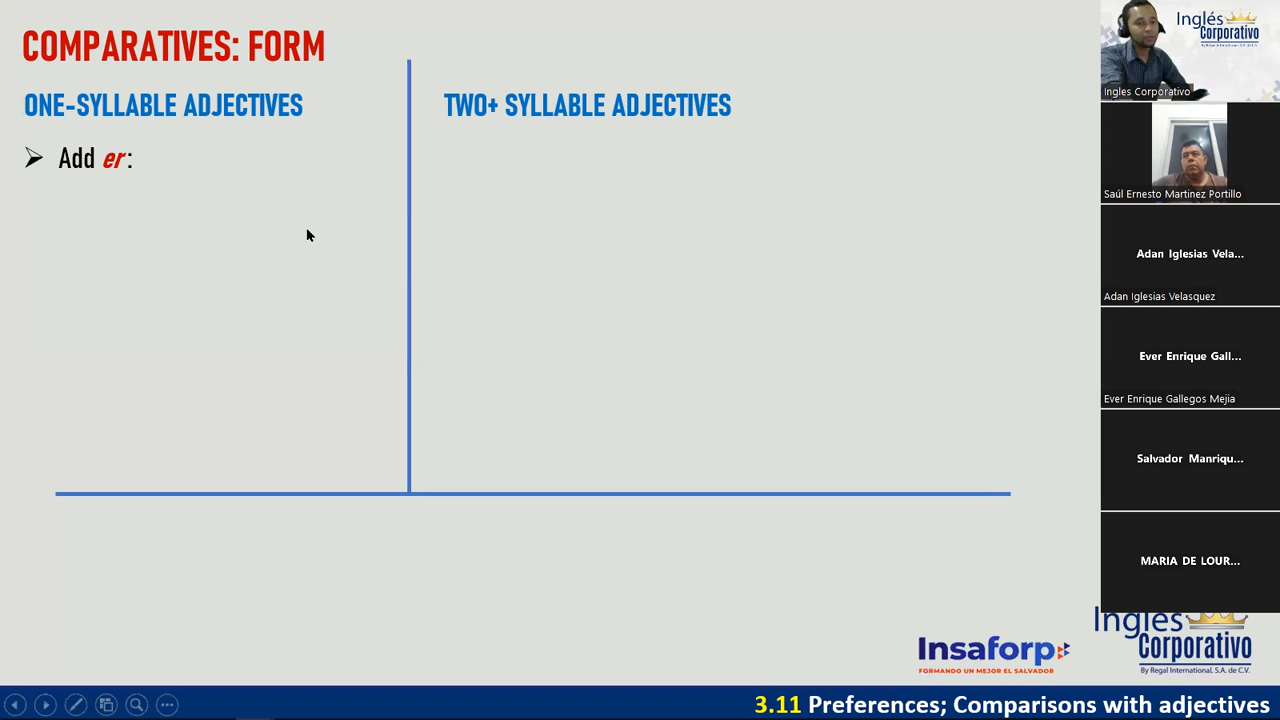 COMPARATIVES: FORM
ONE-SYLLABLE ADJECTIVES
TWO+ SYLLABLE ADJECTIVES
Add er:
Inglés
Corporativo
Ingles Corporativo
Saúl Ernesto Martinez Portillo
Adan Iglesias Vela...
Adan Iglesias Velasquez
Ever Enrique Gall...
Ever Enrique Gallegos Mejia
Salvador Manriqu...
MARIA DE LOUR...
Insaforp
FORMANDO UN MEJOR EL SALVADOR
Inglés
Corporativo
By Regal International, S.A. de C.V.
3.11 Preferences; Comparisons with adjectives